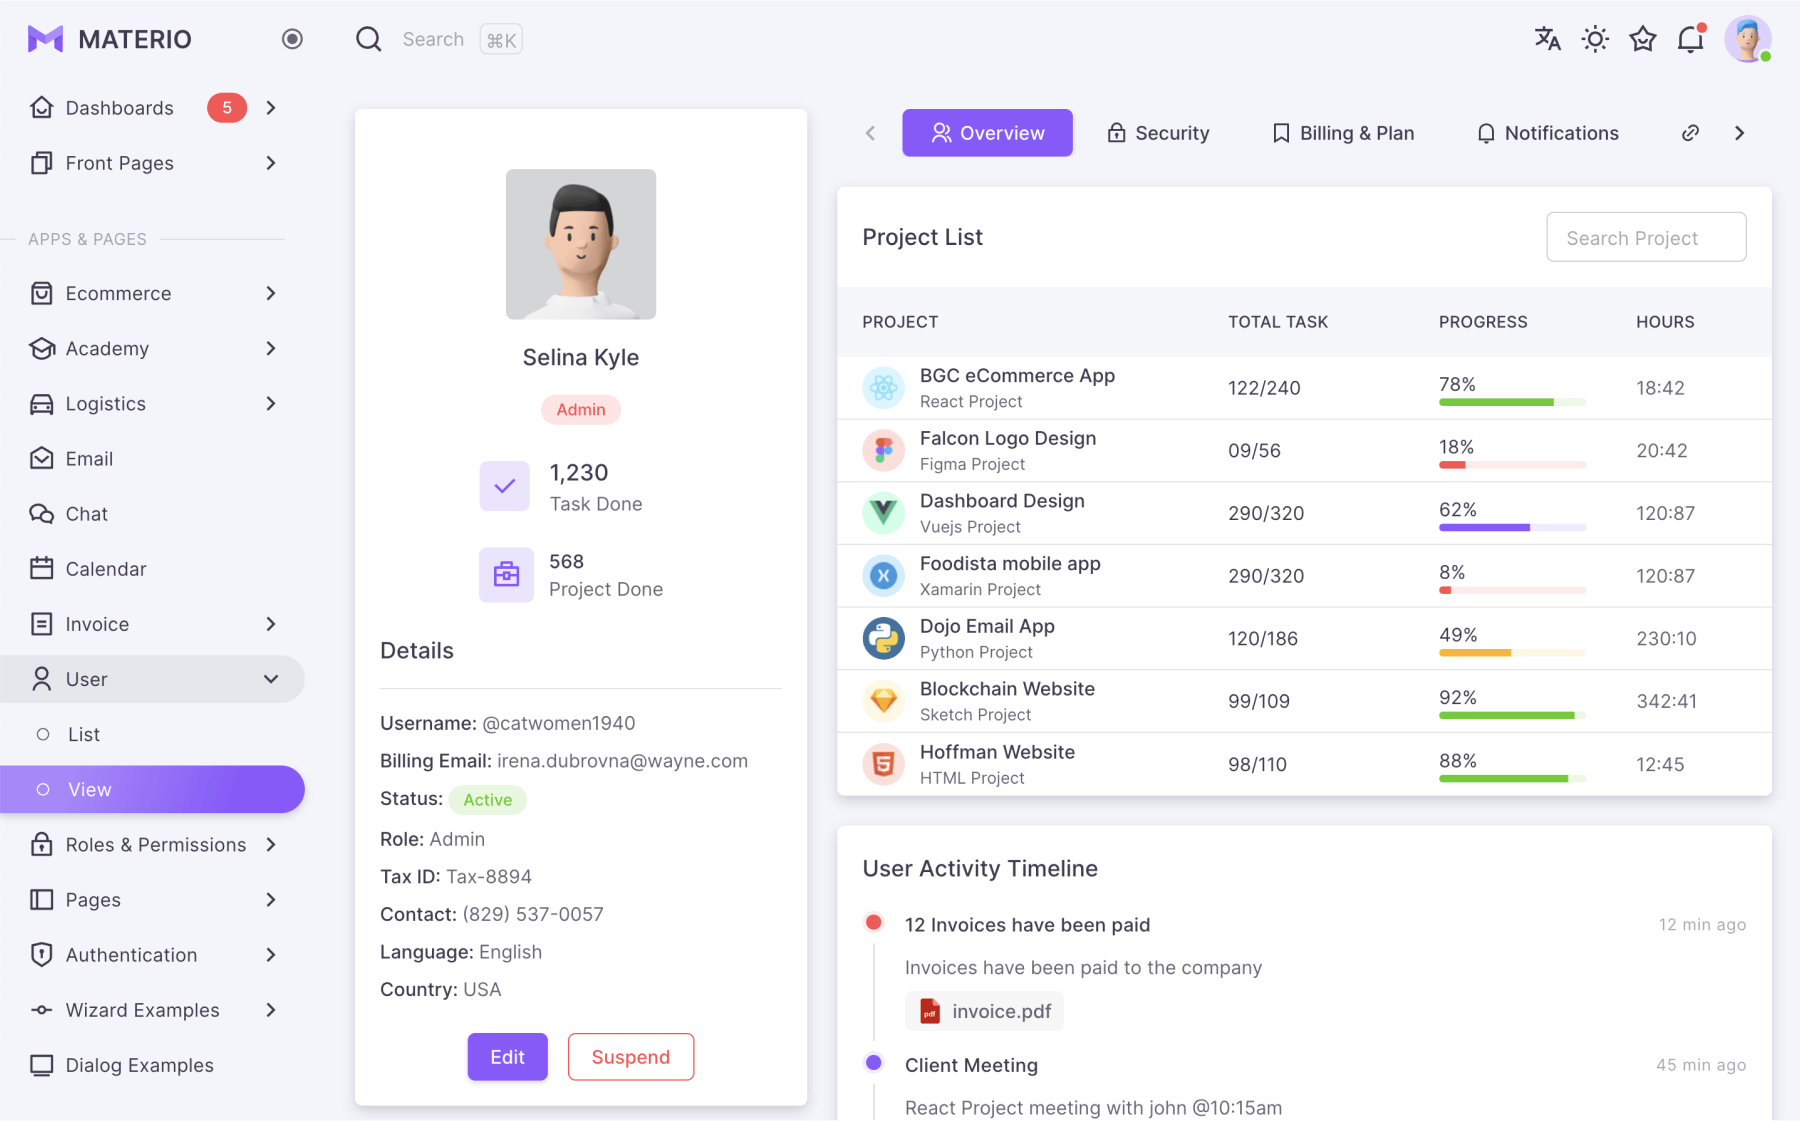 MATERIO
Search ⌘K
Dashboards 5
Front Pages
APPS & PAGES
Ecommerce
Academy
Logistics
Email
Chat
Calendar
Invoice
User
List
View
Roles & Permissions
Pages
Authentication
Wizard Examples
Dialog Examples
Selina Kyle
Admin
1,230
Task Done
568
Project Done
Details
Username: @catwomen1940
Billing Email: irena.dubrovna@wayne.com
Status: Active
Role: Admin
Tax ID: Tax-8894
Contact: (829) 537-0057
Language: English
Country: USA
Edit Suspend
Overview Security Billing & Plan Notifications
Project List Search Project
PROJECT TOTAL TASK PROGRESS HOURS
BGC eCommerce App
React Project
122/240 78% 18:42
Falcon Logo Design
Figma Project
09/56 18% 20:42
Dashboard Design
Vuejs Project
290/320 62% 120:87
Foodista mobile app
Xamarin Project
290/320 8% 120:87
Dojo Email App
Python Project
120/186 49% 230:10
Blockchain Website
Sketch Project
99/109 92% 342:41
Hoffman Website
HTML Project
98/110 88% 12:45
User Activity Timeline
12 Invoices have been paid 12 min ago
Invoices have been paid to the company
pdf invoice.pdf
Client Meeting 45 min ago
React Project meeting with john @10:15am